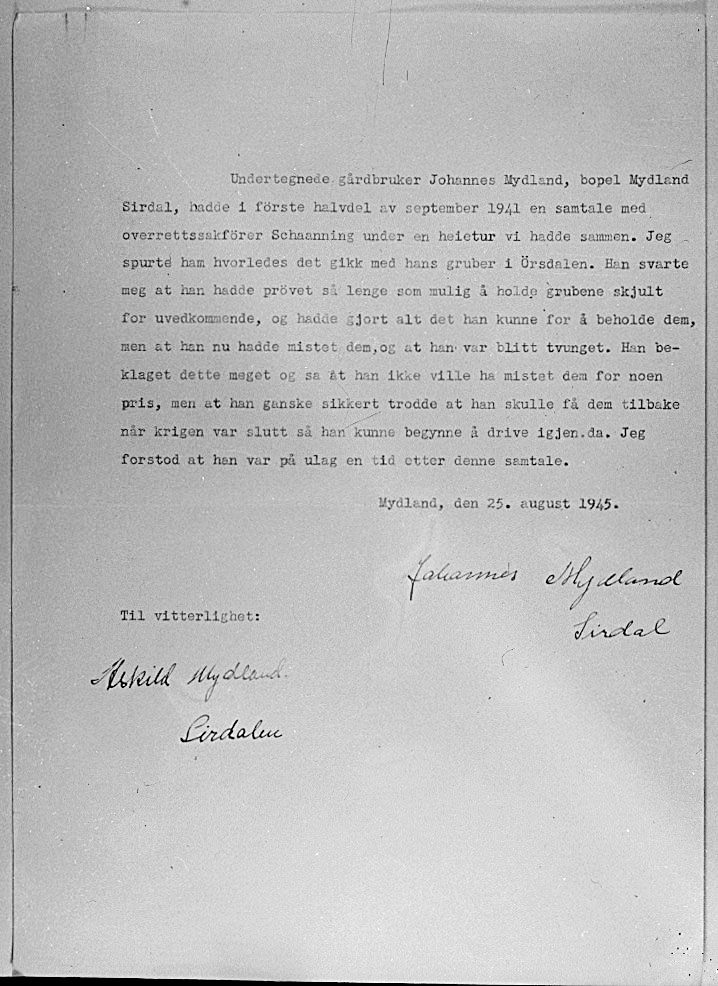 Undertegnede gårdbruker Johannes Mydland, bopel Mydland
Sirdal, hadde i förste halvdel av september 1941 en samtale med
overrettssakförer Schaanning under en heietur vi hadde sammen. Jeg
spurte ham hvorledes det gikk med hans gruber i Örsdalen. Han svarte
meg at han hadde prövet så lenge som mulig å holde grubene skjult
for uvedkommende, og hadde gjort alt det han kunne for å beholde dem,
men at han nu hadde mistet dem,og at han var blitt tvunget. Han be-
klaget dette meget og sa at han ikke ville ha mistet dem for noen
pris, men at han ganske sikkert trodde at han skulle få dem tilbake
når krigen var slutt så han kunne begynne å drive igjen.da. Jeg
forstod at han var på ulag en tid etter denne samtale.
Mydland, den 25. august 1945.
Johannes Mydland
Sirdal
Til vitterlighet:
Mydland.
Sirdalen